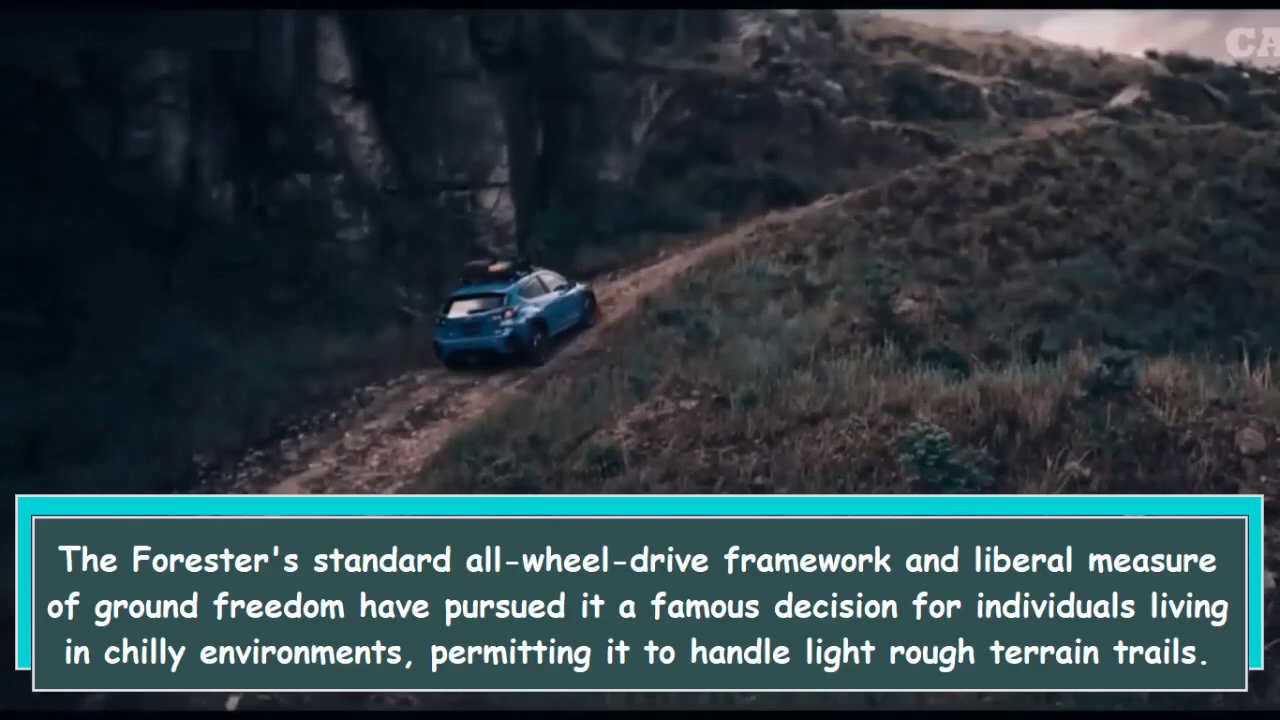 CA
The Forester's standard all-wheel-drive framework and liberal measure
of ground freedom have pursued it a famous decision for individuals living
in chilly environments, permitting it to handle light rough terrain trails.